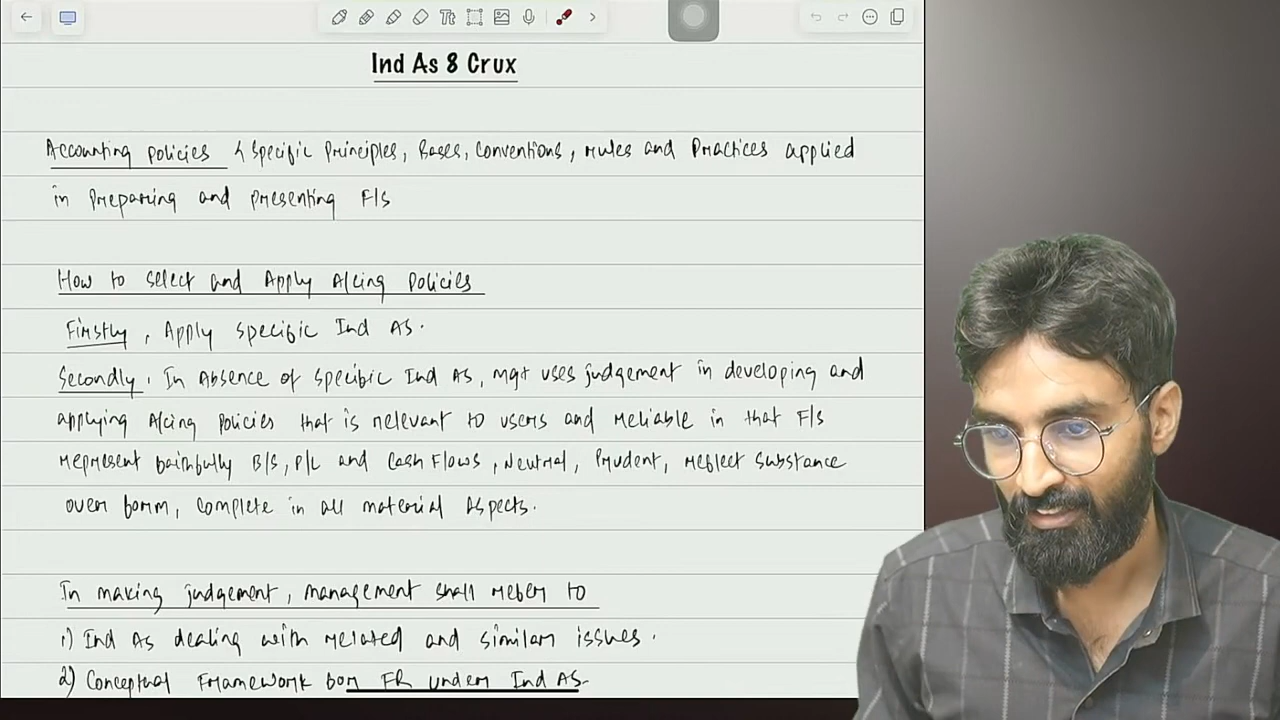 Ind As 8 Crux
Accounting policies { Specific Principles, Bases, Conventions, rules and Practices applied
in Preparing and presenting F/S
How to select and Apply A/cing Policies
Firstly, Apply specific Ind AS.
Secondly, In Absence of specific Ind AS, mgt uses judgement in developing and
applying A/cing policies that is relevant to users and reliable in that F/S
represent faithfully B/S, P/L and Cash Flows, Neutral, Prudent, reflect substance
over form, complete in all material Aspects.
In making judgement, management shall refer to
1) Ind AS dealing with related and similar issues.
2) Conceptual Framework for FR under Ind AS